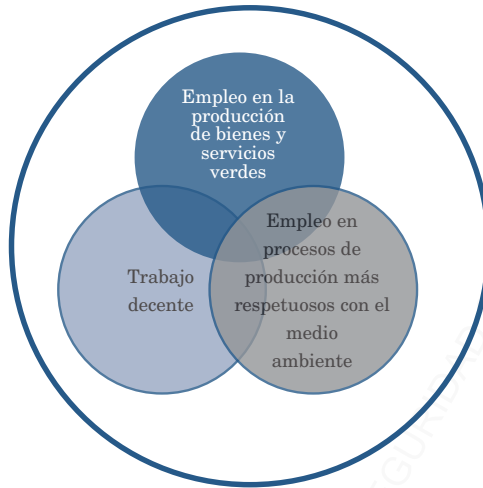 Empleo en la
producción
de bienes y
servicios
verdes
Trabajo
decente
Empleo en
procesos de
producción más
respetuosos con el
medio
ambiente